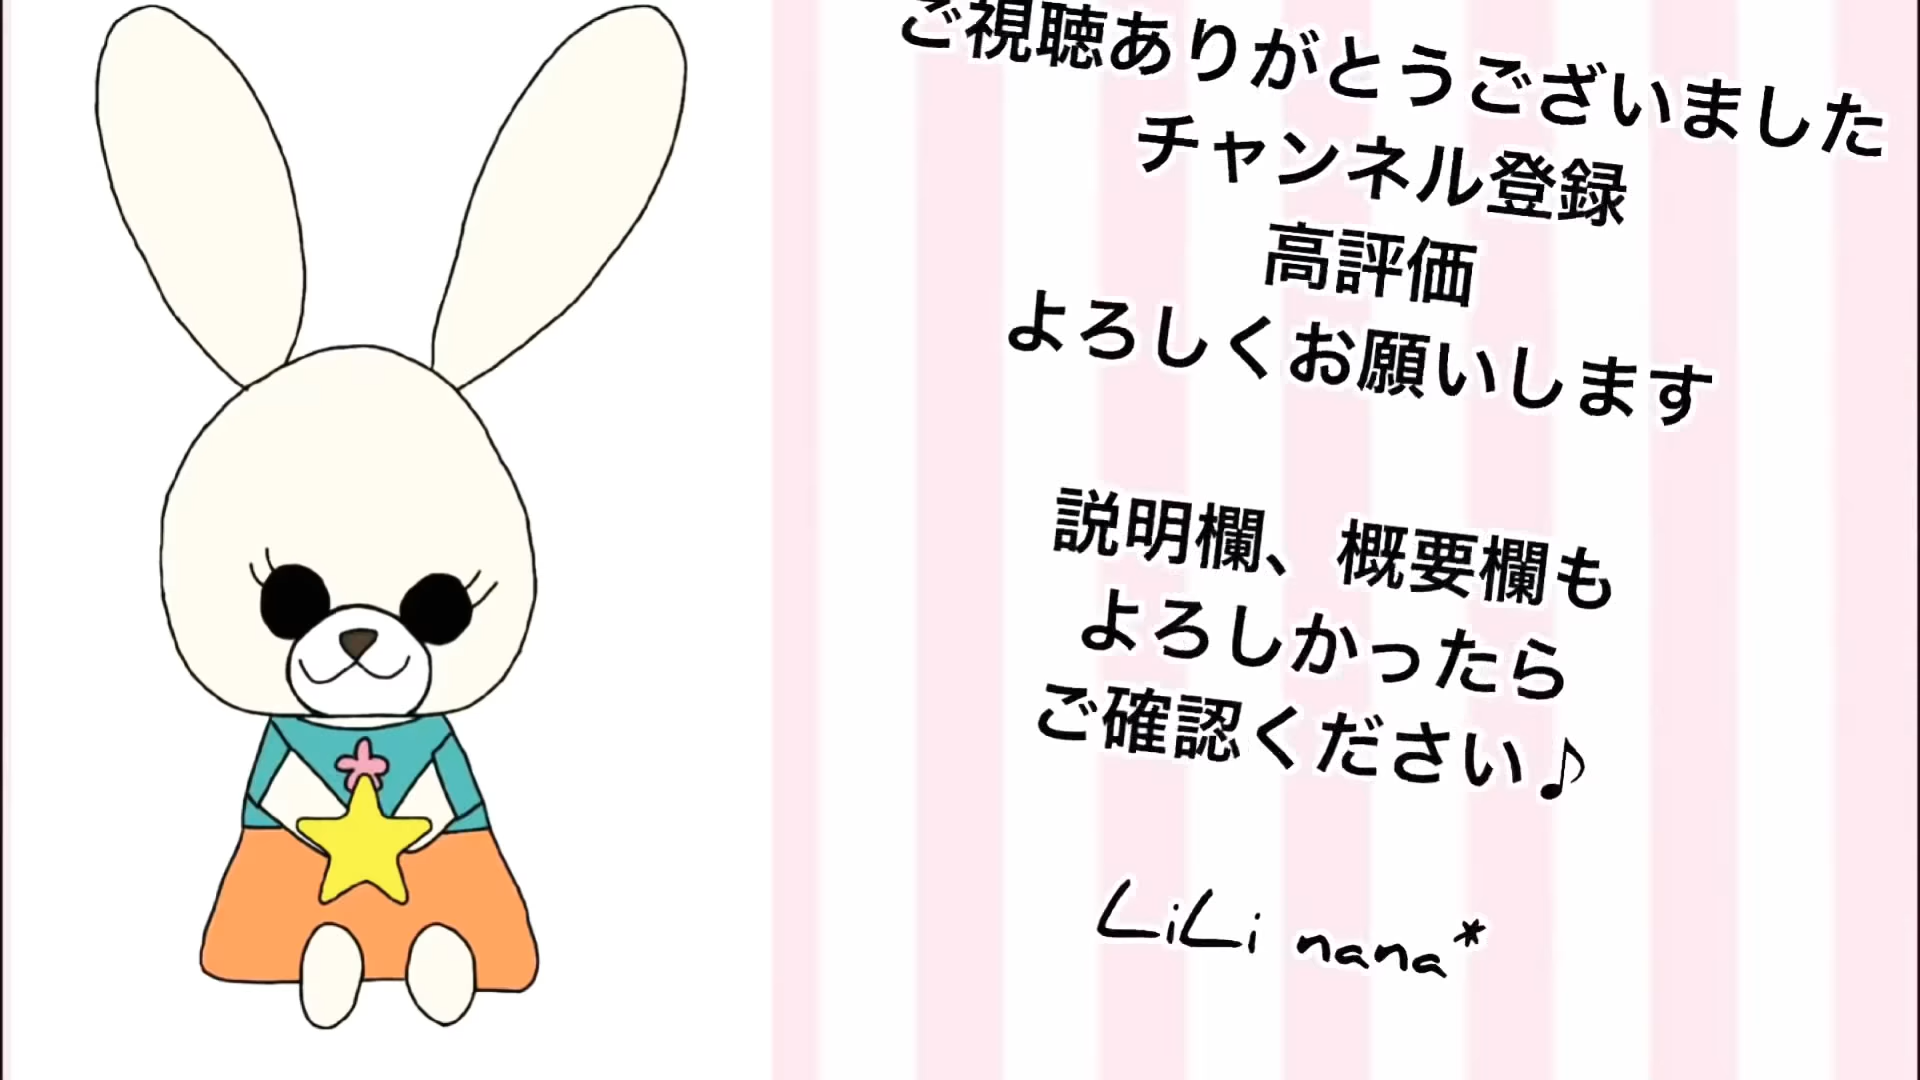 ご視聴ありがとうございました
チャンネル登録
高評価
よろしくお願いします
説明欄、概要欄も
よろしかったら
ご確認ください♪
LiLi nana*